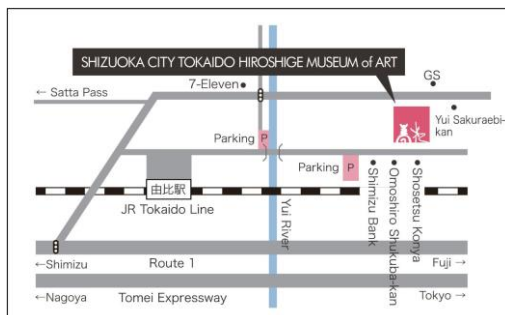 SHIZUOKA CITY TOKAIDO HIROSHIGE MUSEUM of ART
← Satta Pass
7-Eleven
GS
Yui Sakuraebi-
kan
Parking P
Parking P
由比駅
JR Tokaido Line
Yui River
Shimizu Bank
Omoshiro Shukuba-kan
Shosetsu Konya
←Shimizu
Route 1
Fuji →
←Nagoya
Tomei Expressway
Tokyo →